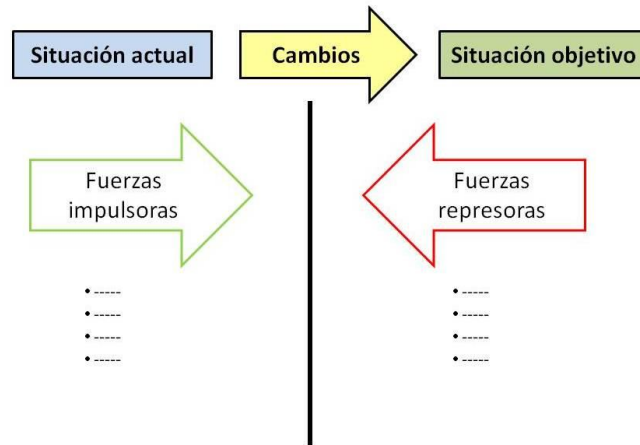 Situación actual
Cambios
Situación objetivo
Fuerzas
impulsoras
Fuerzas
represoras
• -----
• -----
• -----
• -----
• -----
• -----
• -----
• -----